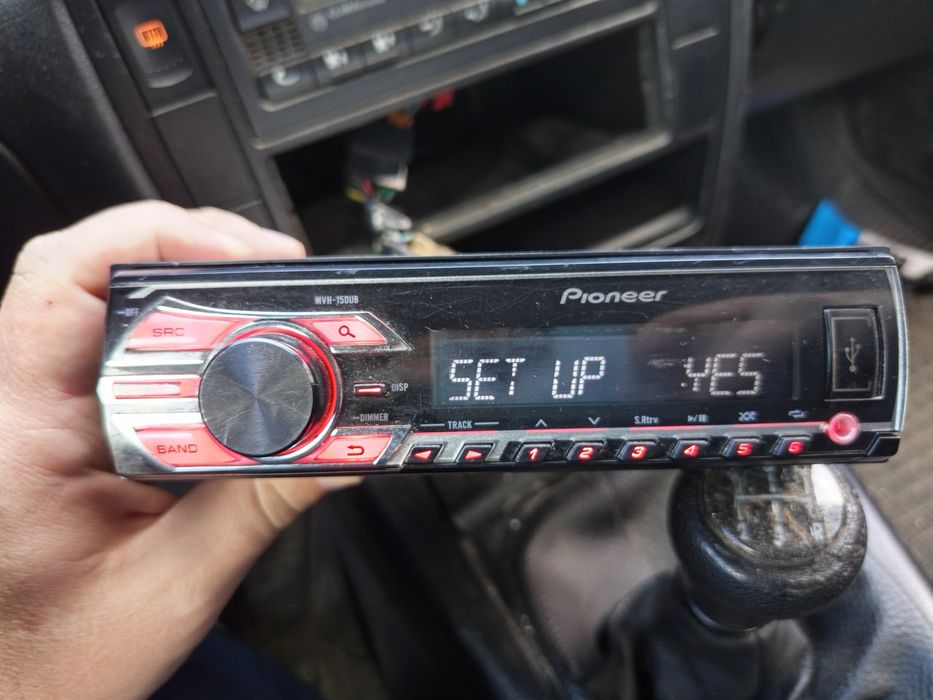 Pioneer
MVH-150UB
OFF
SRC
SET UP :YES
DISP
DIMMER
BAND
TRACK
S.Rtrv
1 2 3 4 5 6